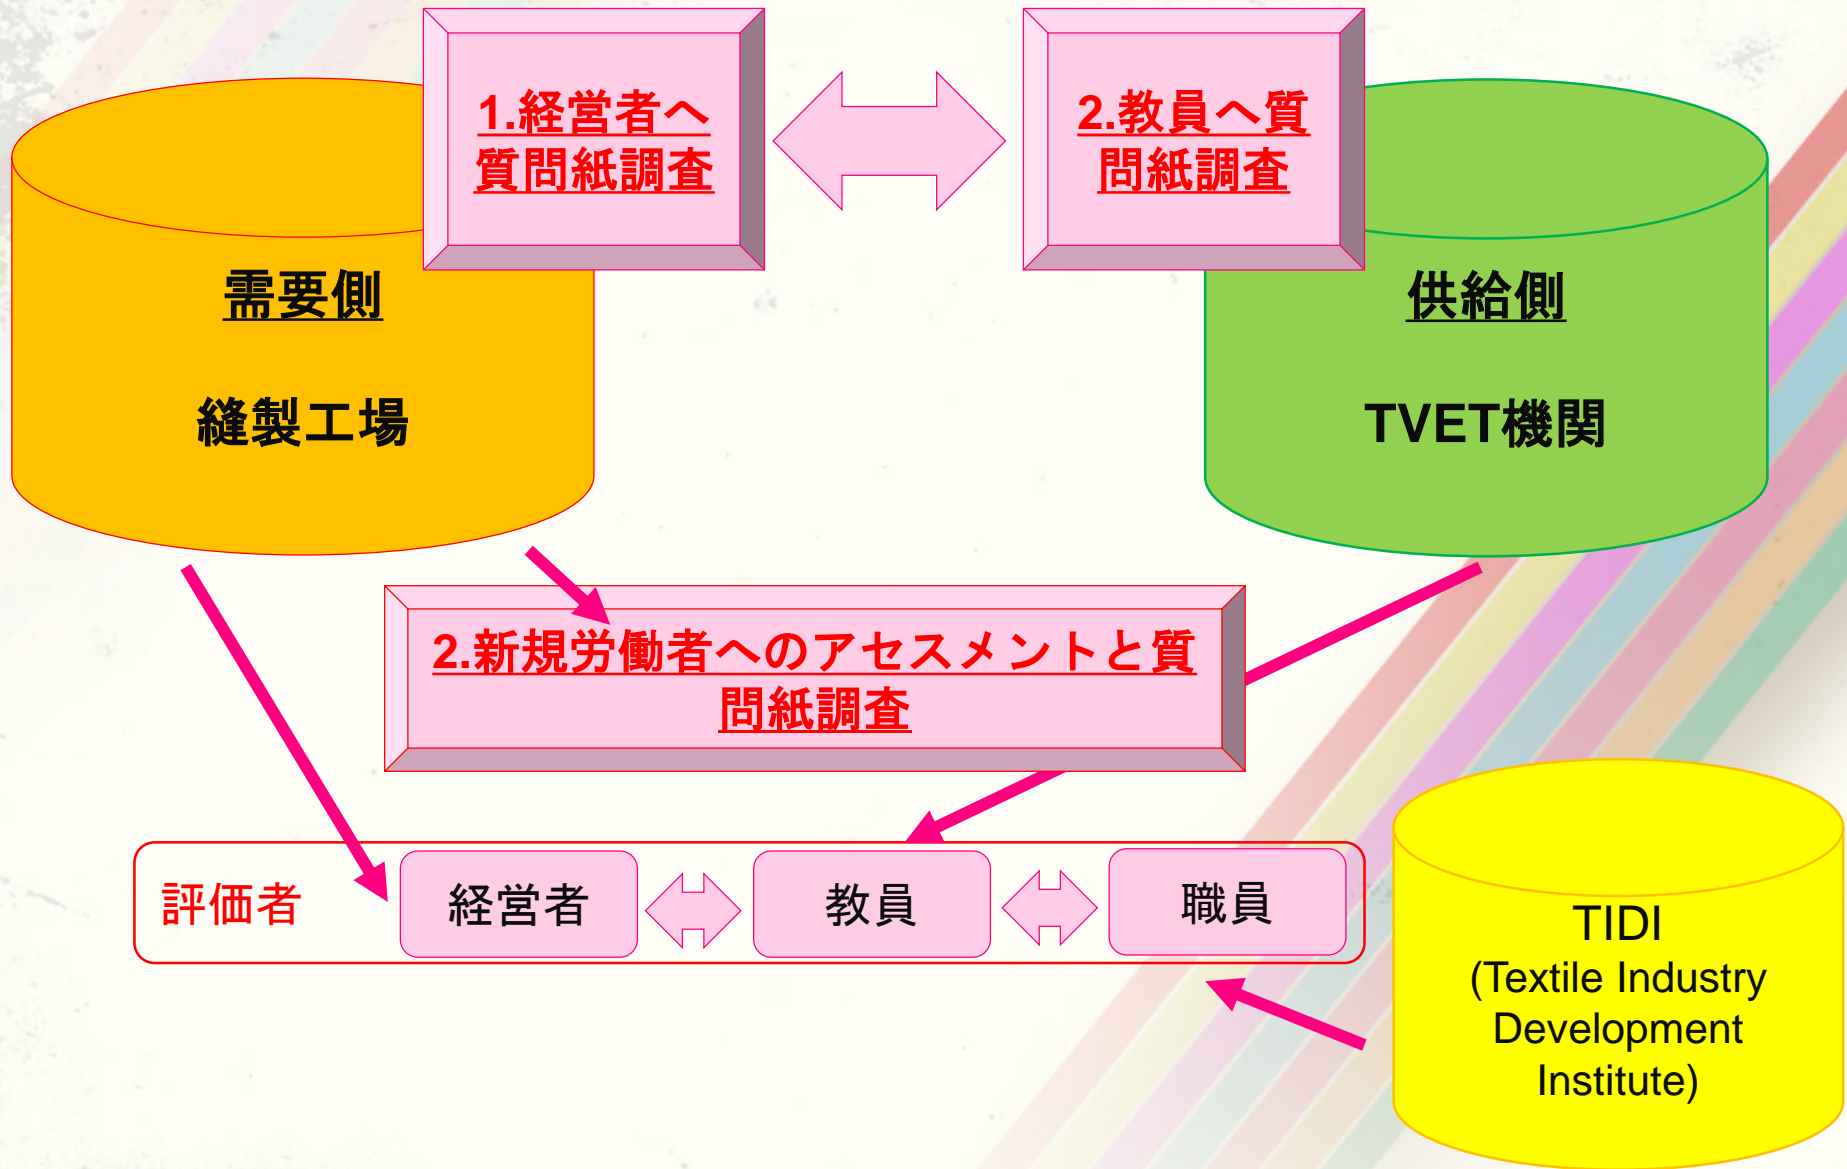 1.経営者へ
質問紙調査
2.教員へ質
問紙調査
需要側
縫製工場
供給側
TVET機関
2.新規労働者へのアセスメントと質
問紙調査
評価者
経営者
教員
職員
TIDI
(Textile Industry
Development
Institute)